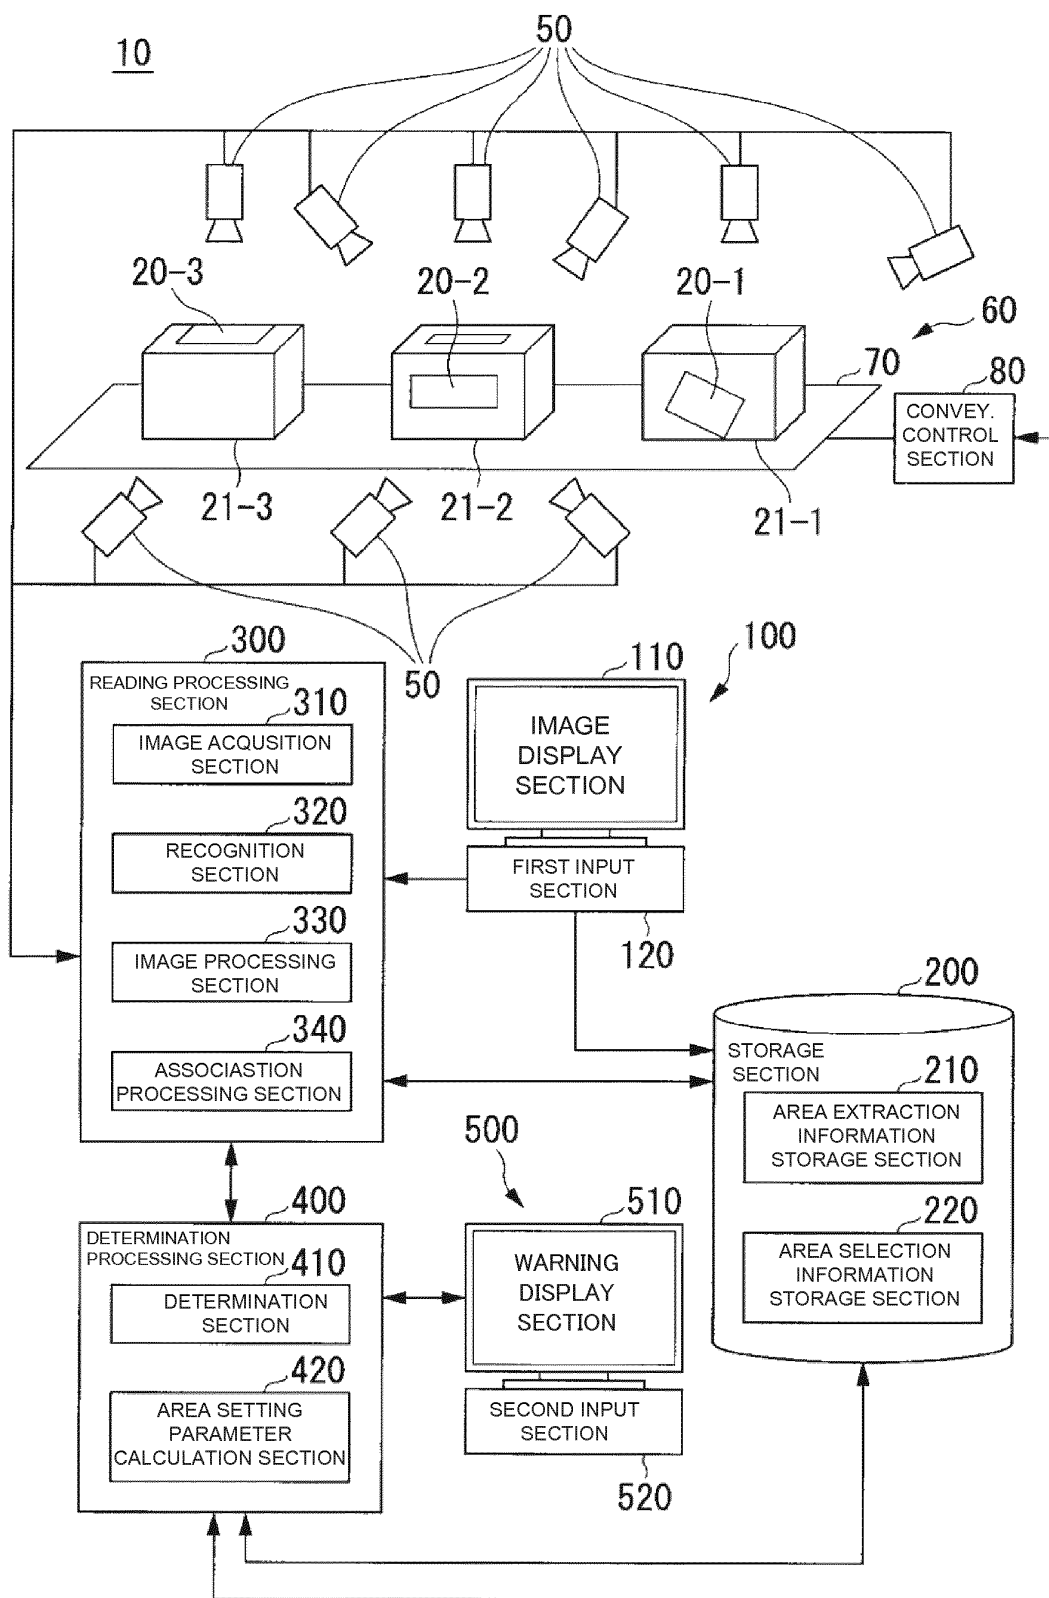 50
10
20-3
20-2
20-1
60
70
80
CONVEY.
CONTROL
SECTION
21-3
21-2
21-1
50
300
READING PROCESSING
SECTION
310
IMAGE ACQUSITION
SECTION
320
RECOGNITION
SECTION
330
IMAGE PROCESSING
SECTION
340
ASSOCIASTION
PROCESSING SECTION
100
110
IMAGE
DISPLAY
SECTION
FIRST INPUT
SECTION
120
200
STORAGE
SECTION
210
AREA EXTRACTION
INFORMATION
STORAGE SECTION
220
AREA SELECTION
INFORMATION
STORAGE SECTION
400
DETERMINATION
PROCESSING SECTION
410
DETERMINATION
SECTION
420
AREA SETTING
PARAMETER
CALCULATION SECTION
500
510
WARNING
DISPLAY
SECTION
SECOND INPUT
SECTION
520